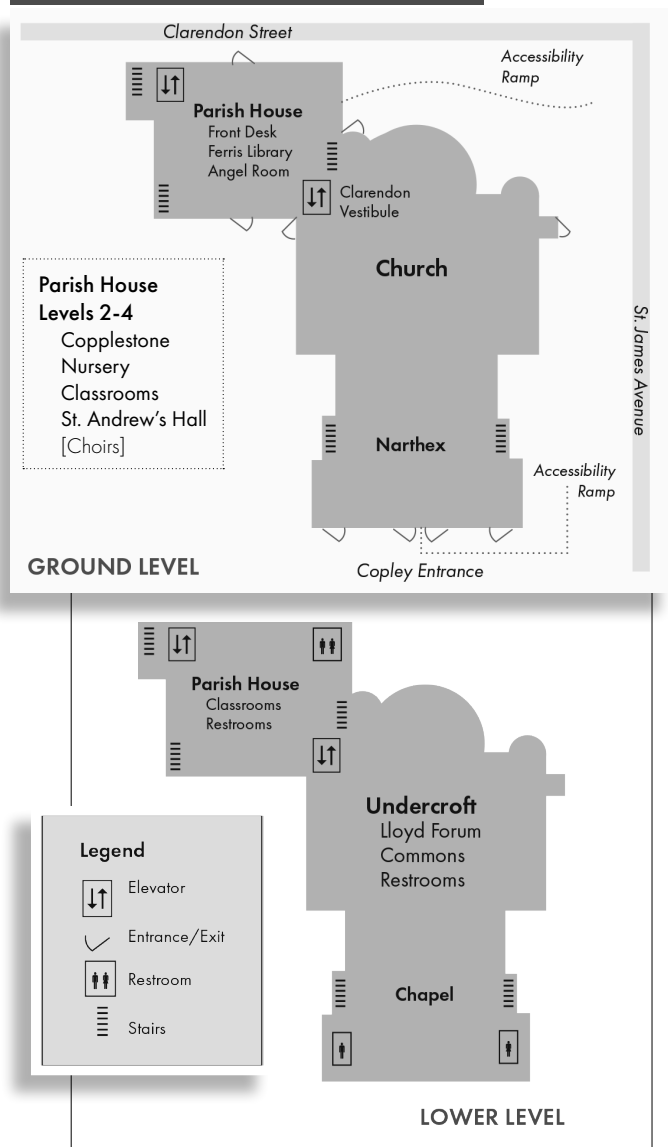 Clarendon Street
Accessibility
Ramp
Parish House
Front Desk
Ferris Library
Angel Room
Clarendon
Vestibule
Church
Parish House
Levels 2-4
Copplestone
Nursery
Classrooms
St. Andrew's Hall
[Choirs]
St. James Avenue
Narthex
Accessibility
Ramp
GROUND LEVEL
Copley Entrance
Parish House
Classrooms
Restrooms
Undercroft
Lloyd Forum
Commons
Restrooms
Legend
Elevator
Entrance/Exit
Restroom
Stairs
Chapel
LOWER LEVEL